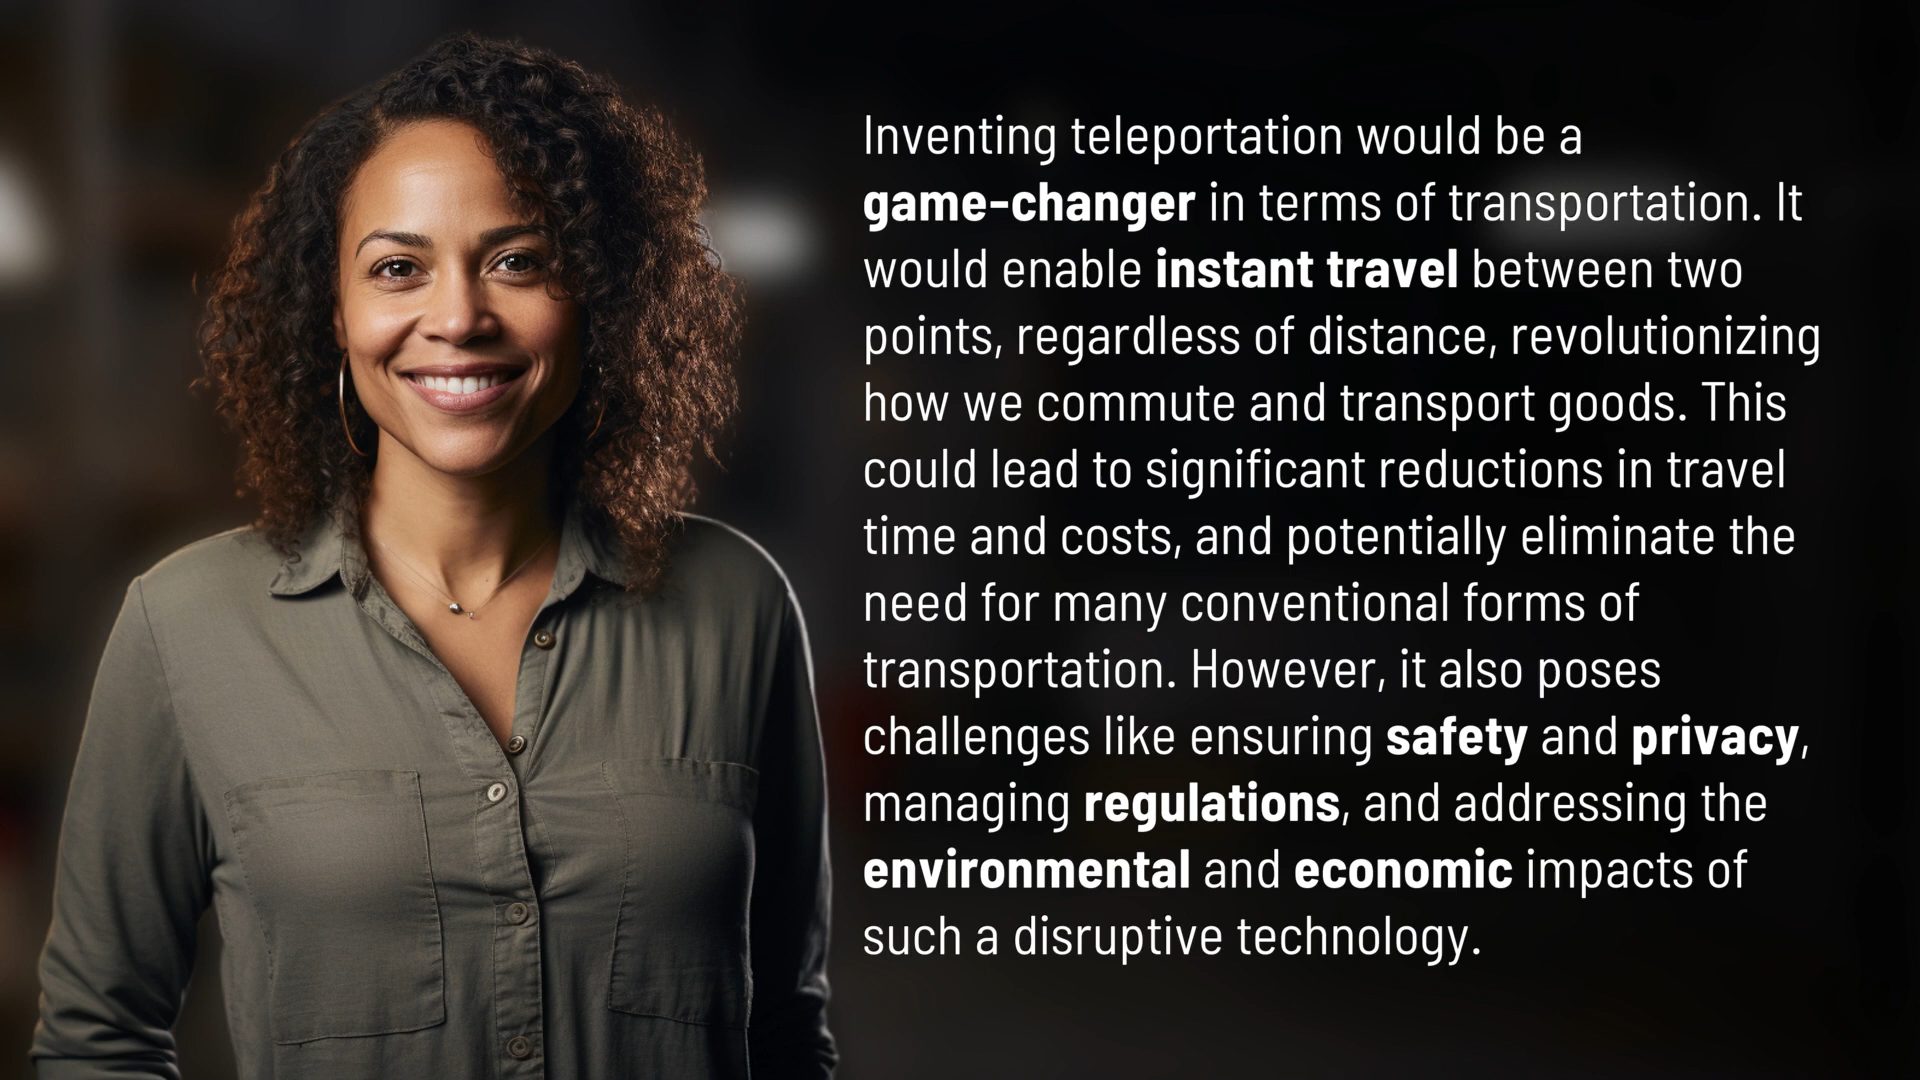 Inventing teleportation would be a
game-changer in terms of transportation. It
would enable instant travel between two
points, regardless of distance, revolutionizing
how we commute and transport goods. This
could lead to significant reductions in travel
time and costs, and potentially eliminate the
need for many conventional forms of
transportation. However, it also poses
challenges like ensuring safety and privacy,
managing regulations, and addressing the
environmental and economic impacts of
such a disruptive technology.